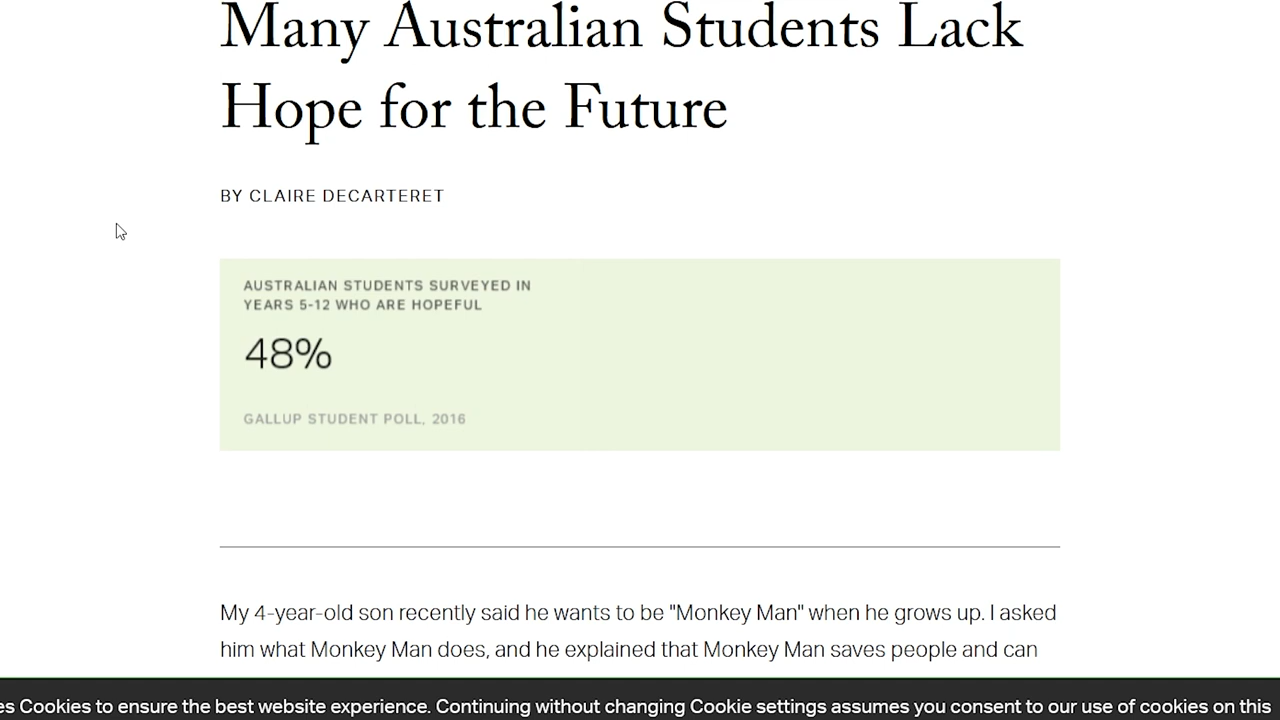 Many Australian Students Lack
Hope for the Future
BY CLAIRE DECARTERET
AUSTRALIAN STUDENTS SURVEYED IN
YEARS 5-12 WHO ARE HOPEFUL
48%
GALLUP STUDENT POLL, 2016
My 4-year-old son recently said he wants to be "Monkey Man" when he grows up. I asked
him what Monkey Man does, and he explained that Monkey Man saves people and can
es Cookies to ensure the best website experience. Continuing without changing Cookie settings assumes you consent to our use of cookies on this